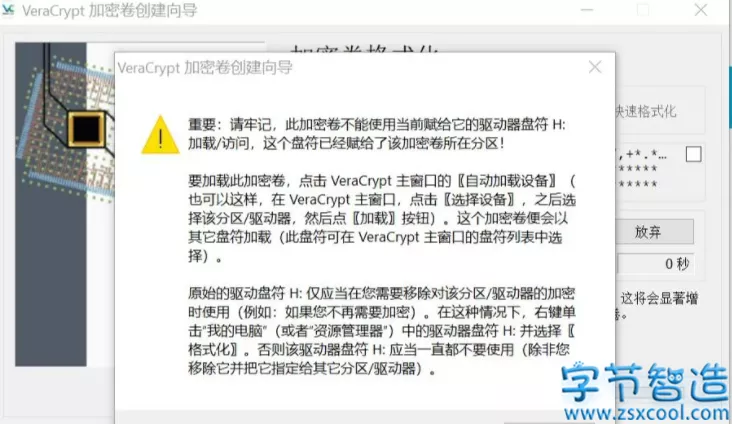 VeraCrypt 加密卷创建向导
VeraCrypt 加密卷创建向导
重要：请牢记，此加密卷不能使用当前赋给它的驱动器盘符 H:
加载/访问，这个盘符已经赋给了该加密卷所在分区！
要加载此加密卷，点击 VeraCrypt 主窗口的〖自动加载设备〗（
也可以这样，在 VeraCrypt 主窗口，点击〖选择设备〗，之后选
择该分区/驱动器，然后点〖加载〗按钮）。这个加密卷便会以
其它盘符加载（此盘符可在 VeraCrypt 主窗口的盘符列表中选
择）。
原始的驱动盘符 H: 仅应当在您需要移除对该分区/驱动器的加密
时使用（例如：如果您不再需要加密）。在这种情况下，右键单
击“我的电脑”（或者“资源管理器”）中的驱动器盘符 H: 并选择〖
格式化〗。否则该驱动器盘符 H: 应当一直都不要使用（除非您
移除它并把它指定给其它分区/驱动器）。
快速格式化
,+*.*...
*****
*****
放弃
0 秒
这将会显著增
字节智造
www.zsxcool.com